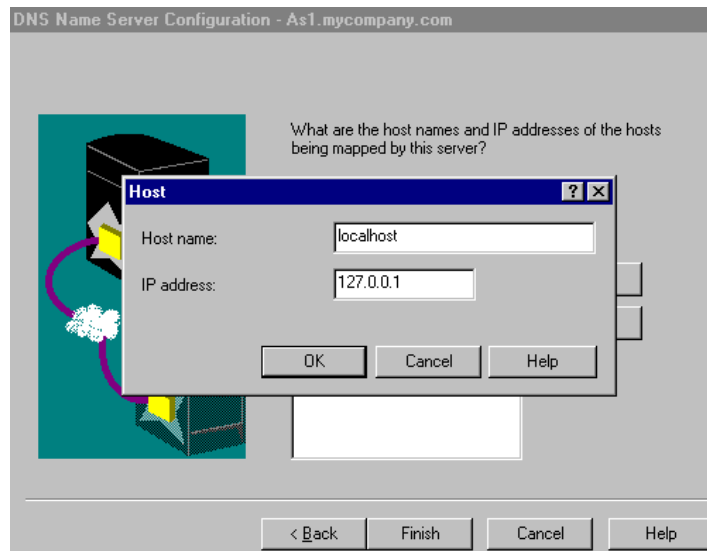 DNS Name Server Configuration - As1.mycompany.com
What are the host names and IP addresses of the hosts
being mapped by this server?
Host
Host name:
localhost
IP address:
127.0.0.1
OK Cancel Help
< Back Finish Cancel Help